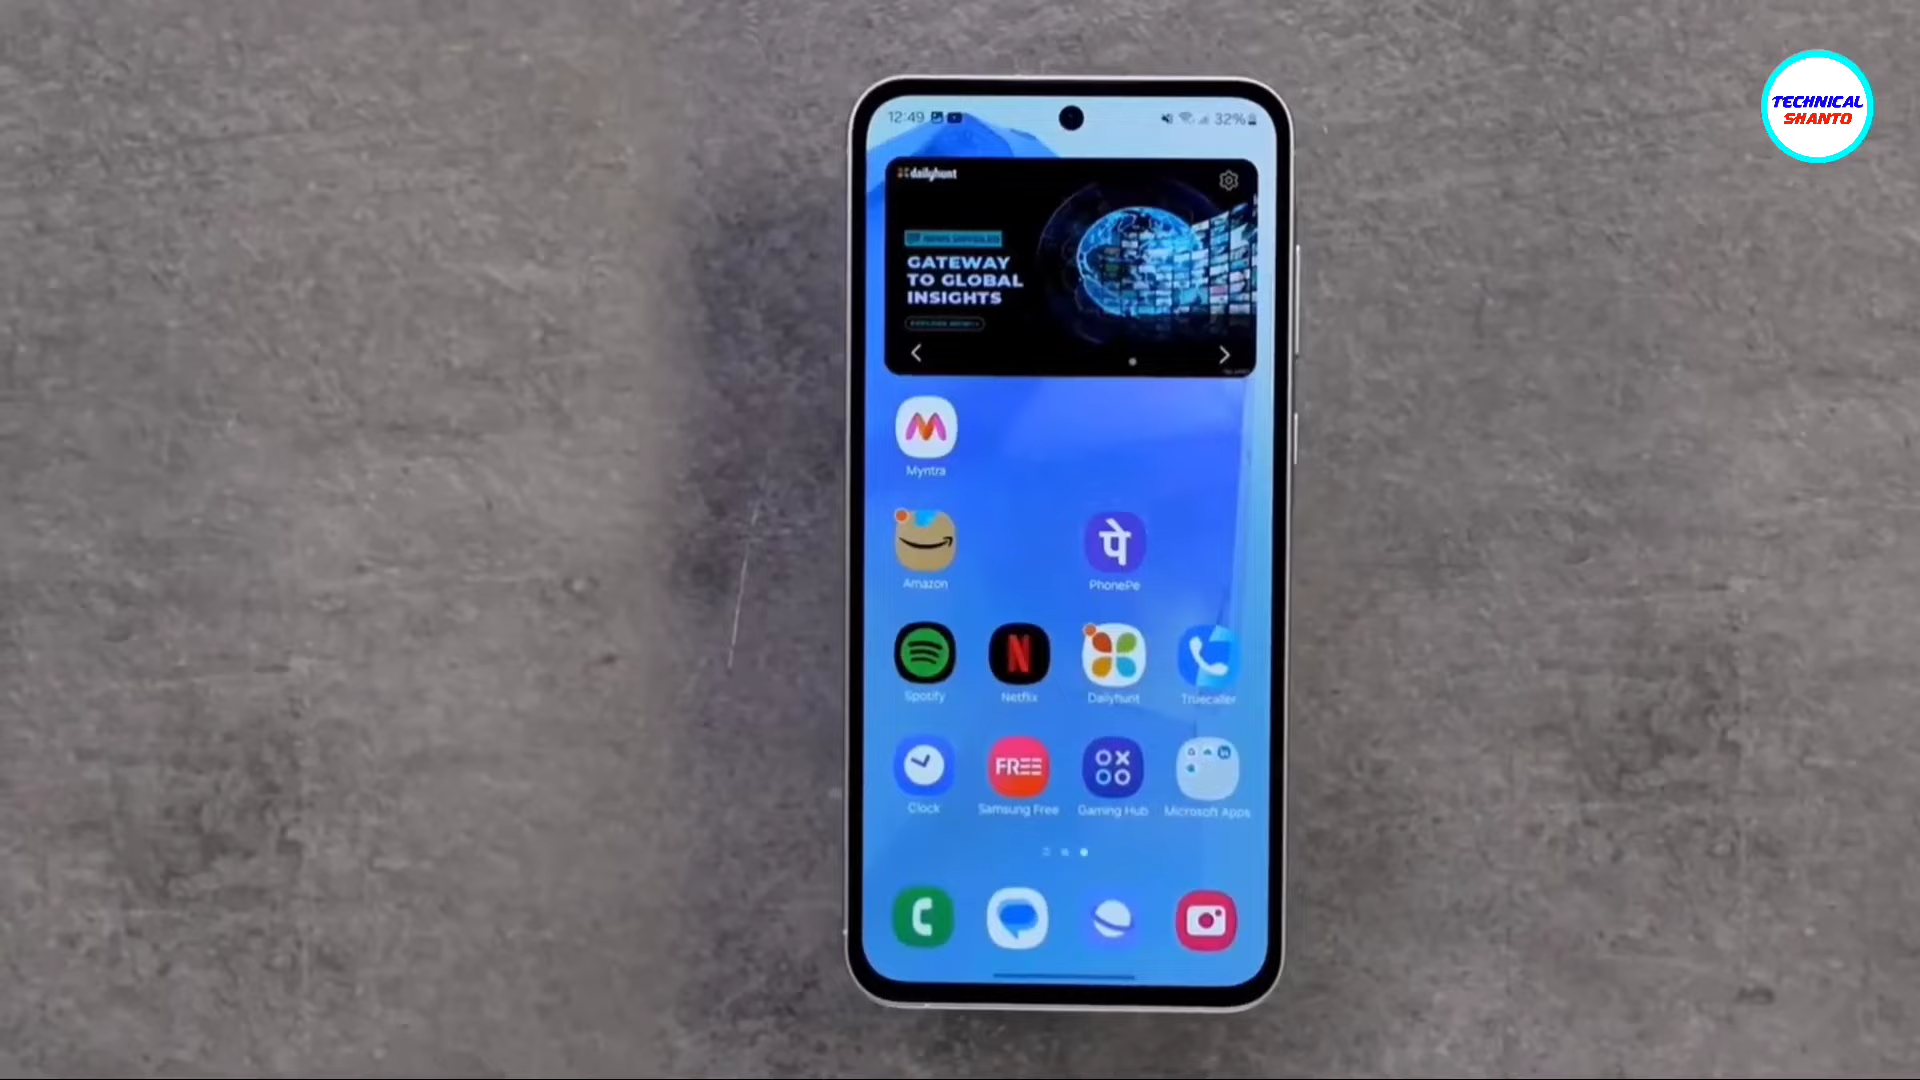 TECHNICAL
SHANTO
12:49
32%
dailyhunt
GATEWAY
TO GLOBAL
INSIGHTS
Myntra
Amazon
पे
PhonePe
Spotify
N
Netflix
Dailyhunt
Truecaller
Clock
FREE
Samsung Free
Gaming Hub
Microsoft Apps